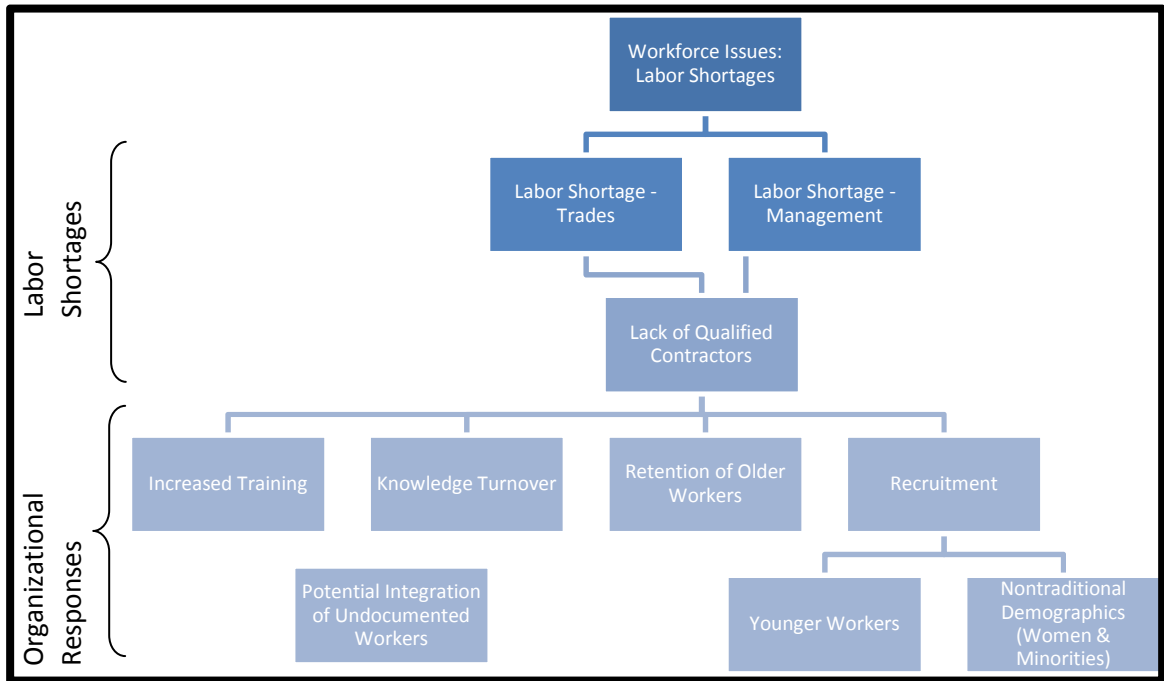 Workforce Issues:
Labor Shortages
Labor
Shortages
Labor Shortage -
Trades
Labor Shortage -
Management
Lack of Qualified
Contractors
Organizational
Responses
Increased Training
Knowledge Turnover
Retention of Older
Workers
Recruitment
Potential Integration
of Undocumented
Workers
Younger Workers
Nontraditional
Demographics
(Women &
Minorities)